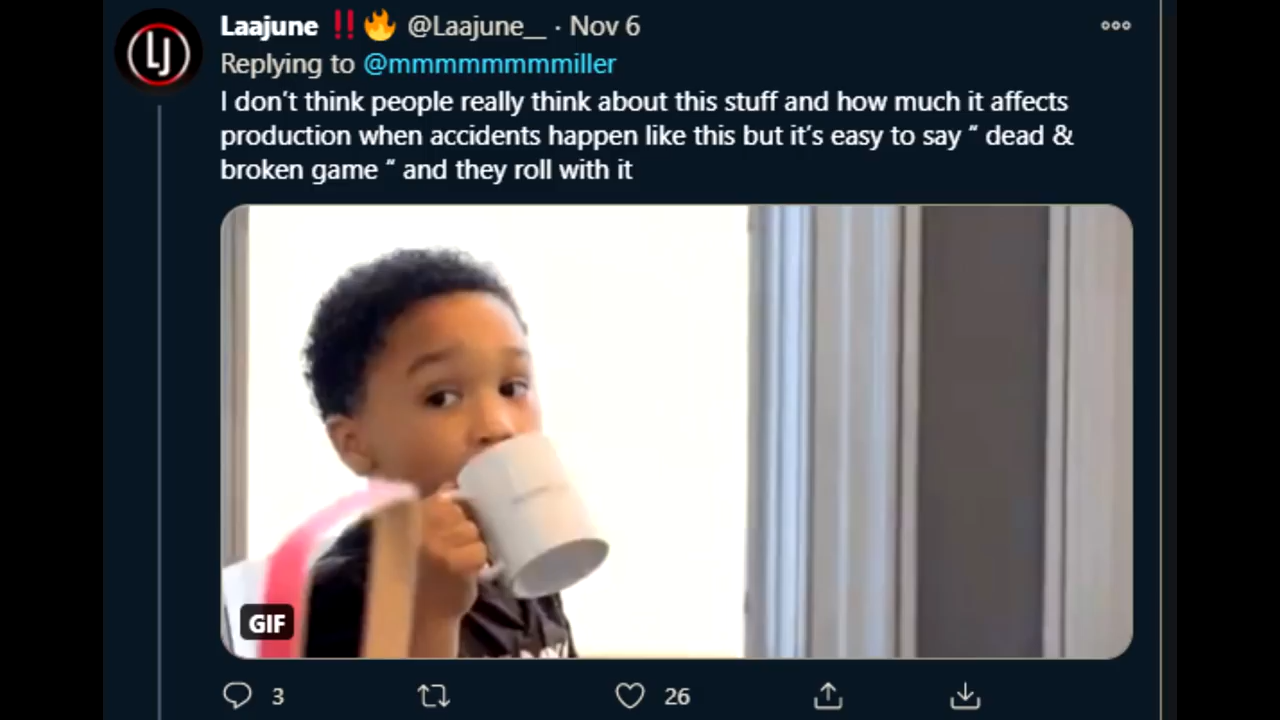 LJ
Laajune ‼️🔥 @Laajune__ · Nov 6
Replying to @mmmmmmmmiller
I don't think people really think about this stuff and how much it affects
production when accidents happen like this but it's easy to say “ dead &
broken game “ and they roll with it
GIF
3
26